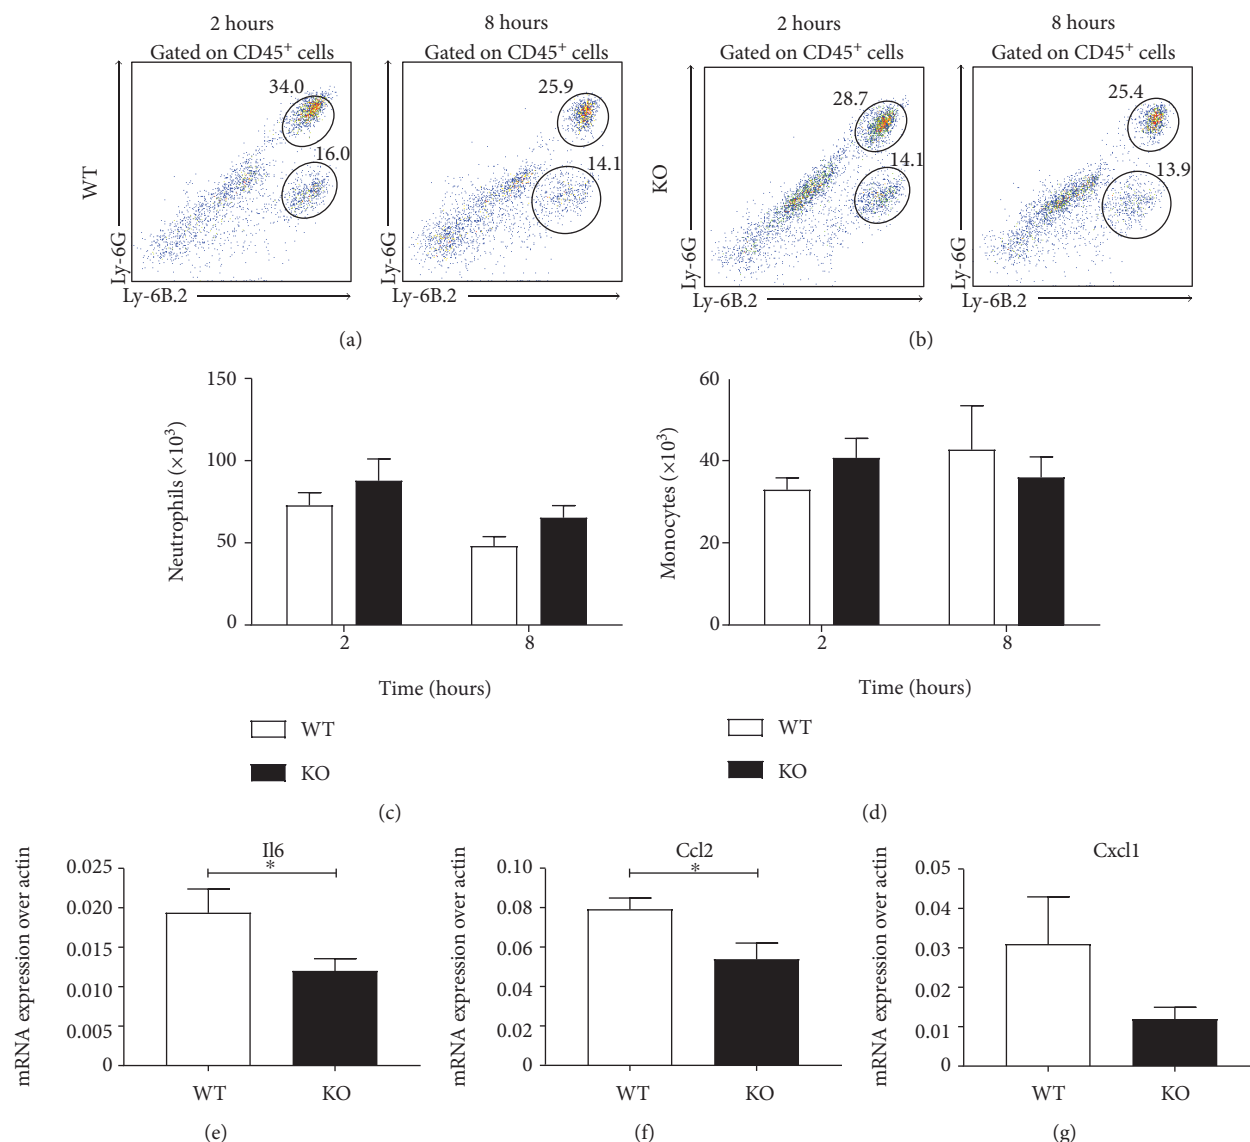 2 hours
Gated on CD45+ cells
8 hours
Gated on CD45+ cells
2 hours
Gated on CD45+ cells
8 hours
Gated on CD45+ cells
WT
Ly-6G
34.0
16.0
Ly-6B.2
Ly-6G
25.9
14.1
Ly-6B.2
(a)
KO
Ly-6G
28.7
14.1
Ly-6B.2
Ly-6G
25.4
13.9
Ly-6B.2
(b)
Neutrophils (×10³)
150
100
50
0
2
8
Time (hours)
WT
KO
(c)
Monocytes (×10³)
60
40
20
0
2
8
Time (hours)
WT
KO
(d)
mRNA expression over actin
Il6
*
0.025
0.020
0.015
0.010
0.005
0
WT
KO
(e)
mRNA expression over actin
Ccl2
*
0.10
0.08
0.06
0.04
0.02
0.00
WT
KO
(f)
mRNA expression over actin
Cxcl1
0.05
0.04
0.03
0.02
0.01
0
WT
KO
(g)